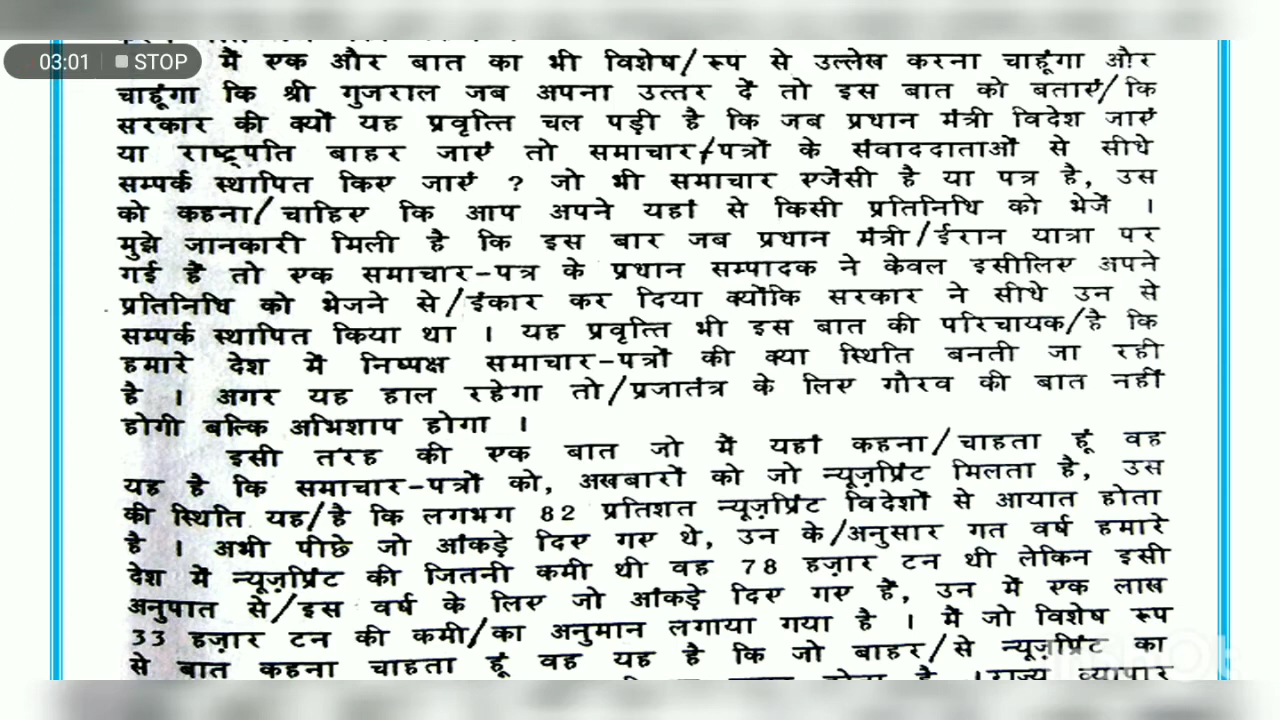 03:01 STOP
मैं एक और बात का भी विशेष/रूप से उल्लेख करना चाहूंगा और
चाहूंगा कि श्री गुजराल जब अपना उत्तर दें तो इस बात को बताएं/कि
सरकार की क्यों यह प्रवृत्ति चल पड़ी है कि जब प्रधान मंत्री विदेश जाएं
या राष्ट्रपति बाहर जाएं तो समाचार/पत्रों के संवाददाताओं से सीधे
सम्पर्क स्थापित किए जाएं ? जो भी समाचार एजेंसी है या पत्र है, उस
को कहना/चाहिए कि आप अपने यहां से किसी प्रतिनिधि को भेजें ।
मुझे जानकारी मिली है कि इस बार जब प्रधान मंत्री/ईरान यात्रा पर
गई हैं तो एक समाचार-पत्र के प्रधान सम्पादक ने केवल इसीलिए अपने
प्रतिनिधि को भेजने से/इंकार कर दिया क्योंकि सरकार ने सीधे उन से
सम्पर्क स्थापित किया था । यह प्रवृत्ति भी इस बात की परिचायक/है कि
हमारे देश में निष्पक्ष समाचार-पत्रों की क्या स्थिति बनती जा रही
है । अगर यह हाल रहेगा तो/प्रजातंत्र के लिए गौरव की बात नहीं
होगी बल्कि अभिशाप होगा ।
इसी तरह की एक बात जो मैं यहां कहना/चाहता हूं वह
यह है कि समाचार-पत्रों को, अखबारों को जो न्यूज़प्रिंट मिलता है, उस
की स्थिति यह/है कि लगभग 82 प्रतिशत न्यूज़प्रिंट विदेशों से आयात होता
है । अभी पीछे जो आंकड़े दिए गए थे, उन के/अनुसार गत वर्ष हमारे
देश में न्यूज़प्रिंट की जितनी कमी थी वह 78 हज़ार टन थी लेकिन इसी
अनुपात से/इस वर्ष के लिए जो आंकड़े दिए गए हैं, उन में एक लाख
33 हज़ार टन की कमी/का अनुमान लगाया गया है । मैं जो विशेष रूप
से बात कहना चाहता हूं वह यह है कि जो बाहर/से न्यूज़प्रिंट का
है । राज्य व्यापार